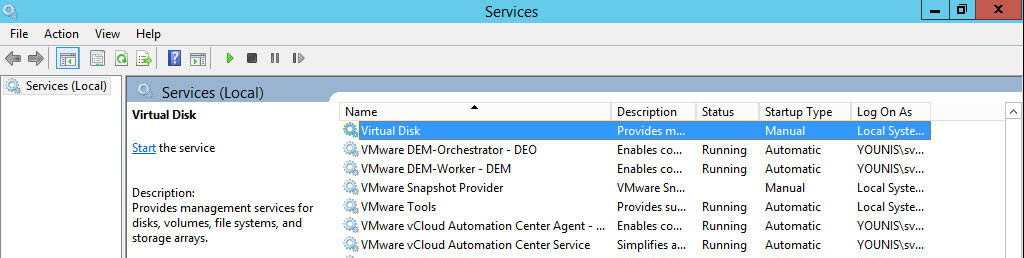 Services
File Action View Help
Services (Local)
Services (Local)
Virtual Disk
Start the service
Description:
Provides management services for
disks, volumes, file systems, and
storage arrays.
Name Description Status Startup Type Log On As
Virtual Disk Provides m... Manual Local Syste...
VMware DEM-Orchestrator - DEO Enables co... Running Automatic YOUNIS\sv...
VMware DEM-Worker - DEM Enables co... Running Automatic YOUNIS\sv...
VMware Snapshot Provider VMware Sn... Manual Local Syste...
VMware Tools Provides su... Running Automatic Local Syste...
VMware vCloud Automation Center Agent - ... Enables co... Running Automatic YOUNIS\sv...
VMware vCloud Automation Center Service Simplifies a... Running Automatic YOUNIS\sv...